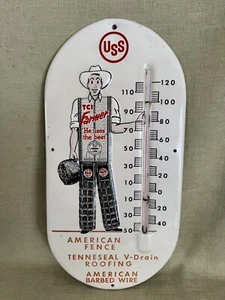 USS
TCI
Farmer
He uses
the best
120
110
100
90
80
70
60
50
40
30
20
10
0
10
20
30
40
50
AMERICAN
FENCE
TENNESEAL V-Drain
ROOFING
AMERICAN
BARBED WIRE